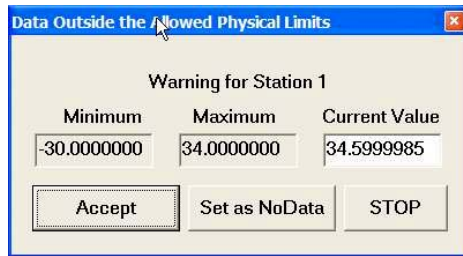 Data Outside the Allowed Physical Limits
Warning for Station 1
Minimum Maximum Current Value
-30.0000000 34.0000000 34.5999985
Accept Set as NoData STOP